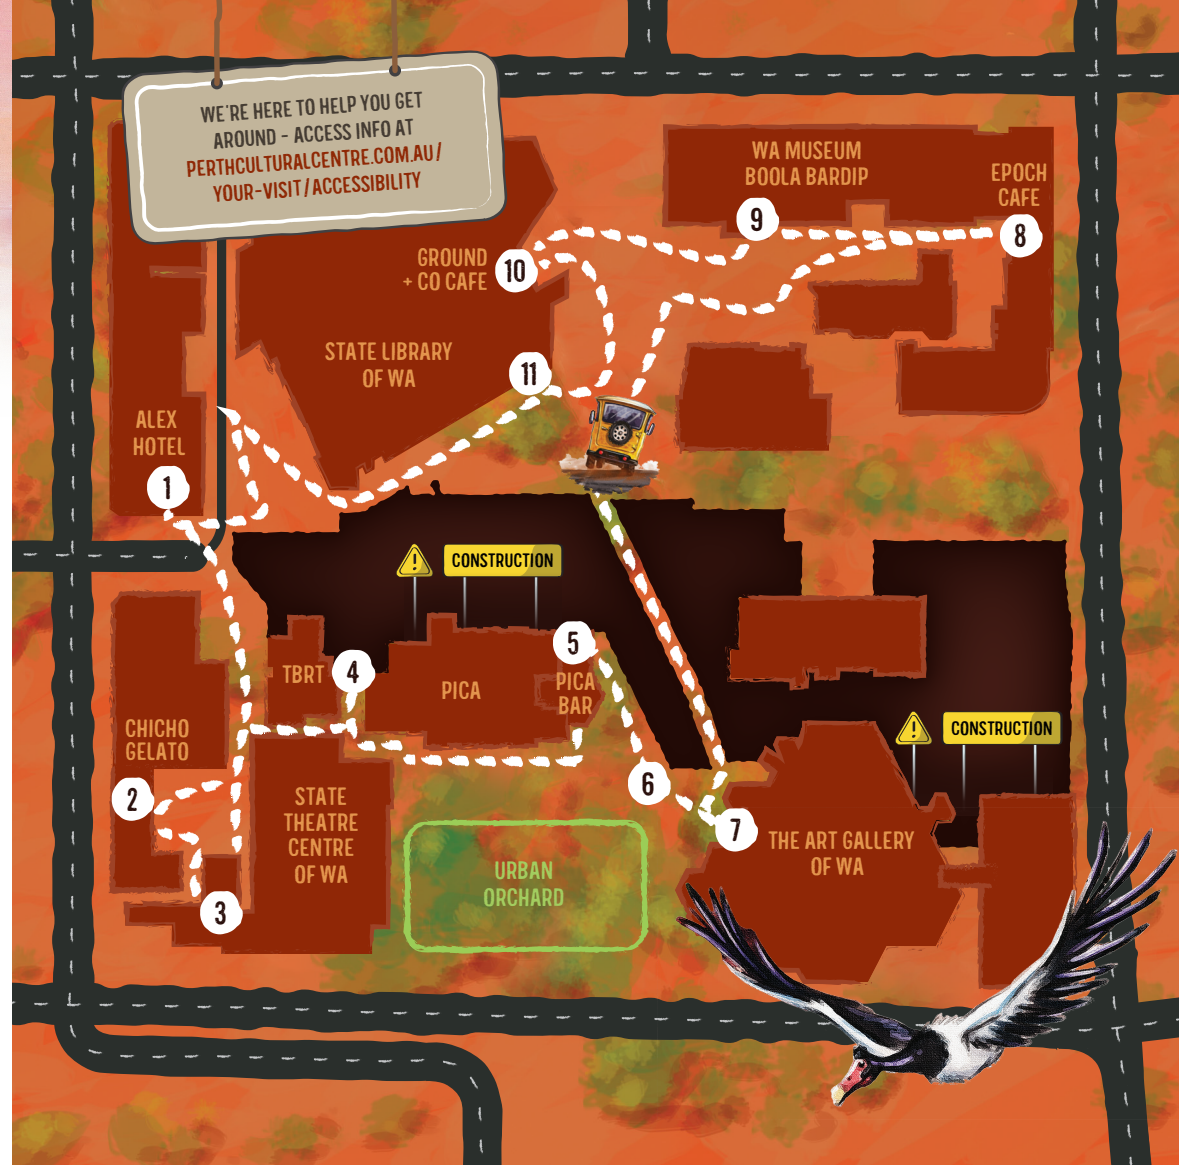 WE'RE HERE TO HELP YOU GET
AROUND - ACCESS INFO AT
PERTHCULTURALCENTRE.COM.AU/
YOUR-VISIT/ACCESSIBILITY
WA MUSEUM
BOOLA BARDIP
EPOCH
CAFE
9
8
GROUND
+ CO CAFE
10
STATE LIBRARY
OF WA
11
ALEX
HOTEL
1
CONSTRUCTION
!
5
TBRT
4
PICA
PICA
BAR
CHICHO
GELATO
!
CONSTRUCTION
2
6
STATE
THEATRE
CENTRE
OF WA
7
THE ART GALLERY
OF WA
URBAN
ORCHARD
3